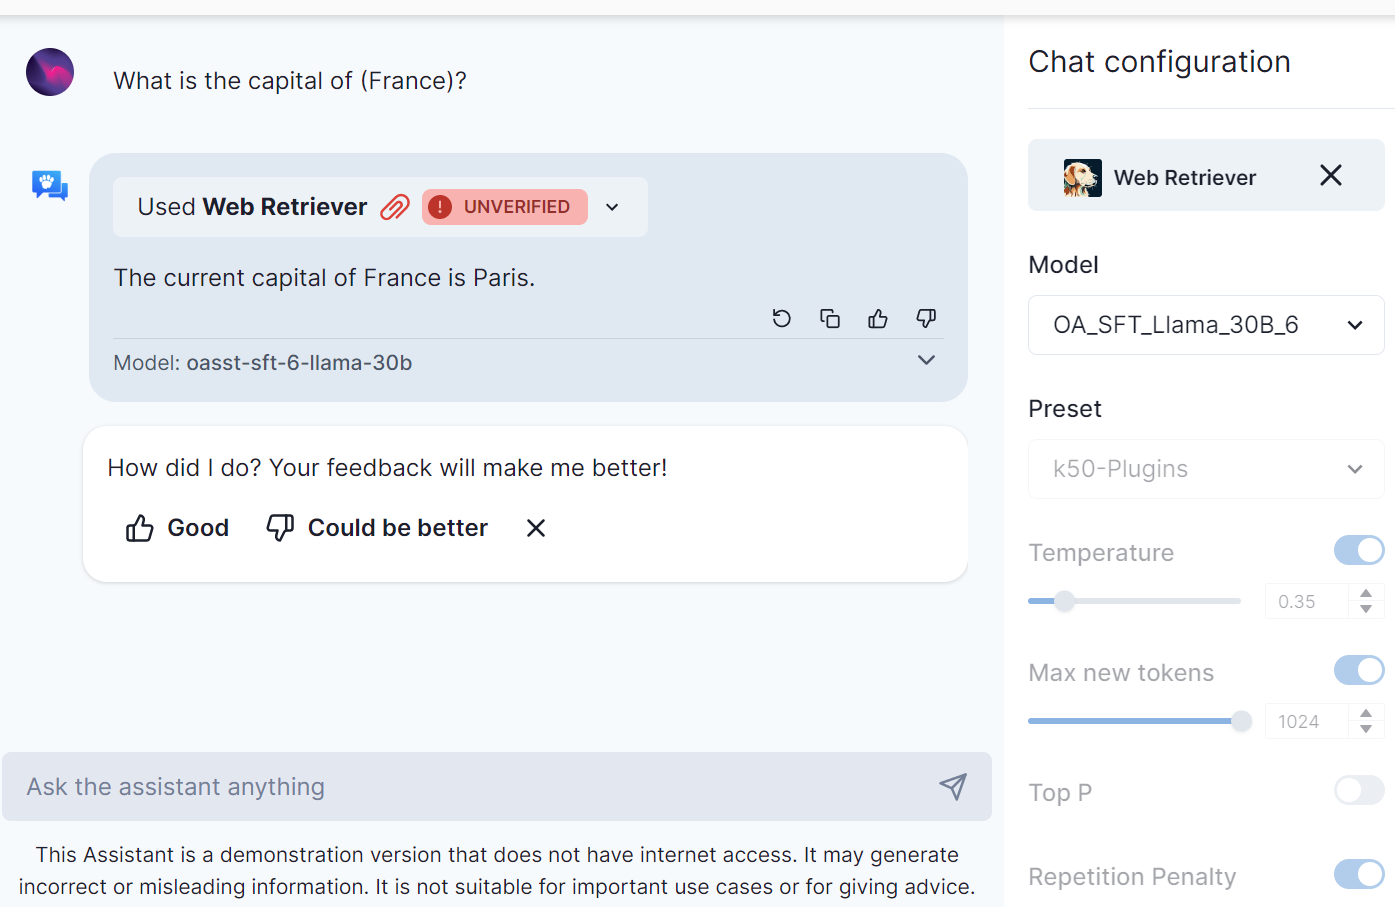 What is the capital of (France)?
Used Web Retriever UNVERIFIED
The current capital of France is Paris.
Model: oasst-sft-6-llama-30b
How did I do? Your feedback will make me better!
Good Could be better
Ask the assistant anything
This Assistant is a demonstration version that does not have internet access. It may generate
incorrect or misleading information. It is not suitable for important use cases or for giving advice.
Chat configuration
Web Retriever
Model
OA_SFT_Llama_30B_6
Preset
k50-Plugins
Temperature
0.35
Max new tokens
1024
Top P
Repetition Penalty